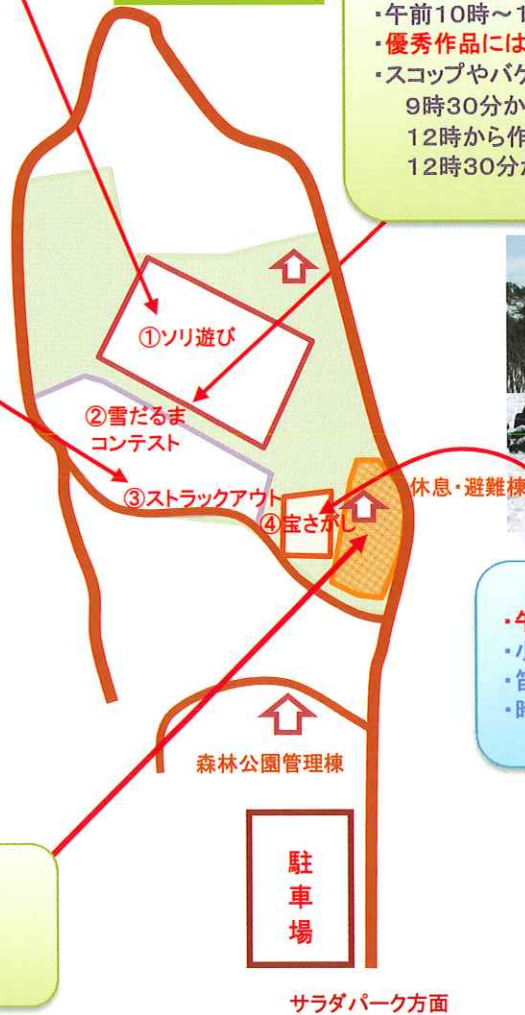 ・午前10時～1
・優秀作品には
・スコップやバケ
9時30分か
12時から作
12時30分
①ソリ遊び
②雪だるま
コンテスト
③ストラックアウト
④宝さがし
休息・避難棟
森林公園管理棟
駐車場
サラダパーク方面